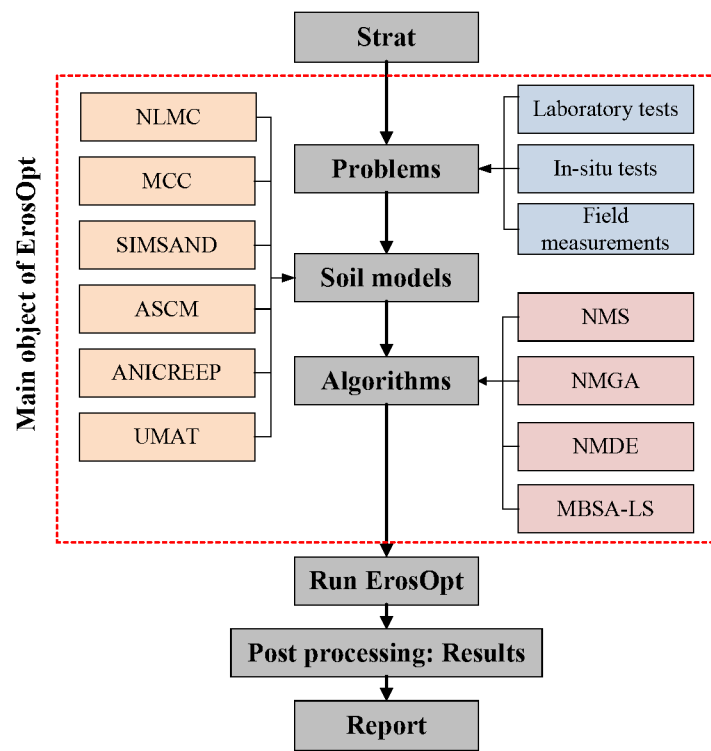 Strat
Main object of ErosOpt
NLMC
MCC
SIMSAND
ASCM
ANICREEP
UMAT
Problems
Soil models
Algorithms
Laboratory tests
In-situ tests
Field
measurements
NMS
NMGA
NMDE
MBSA-LS
Run ErosOpt
Post processing: Results
Report